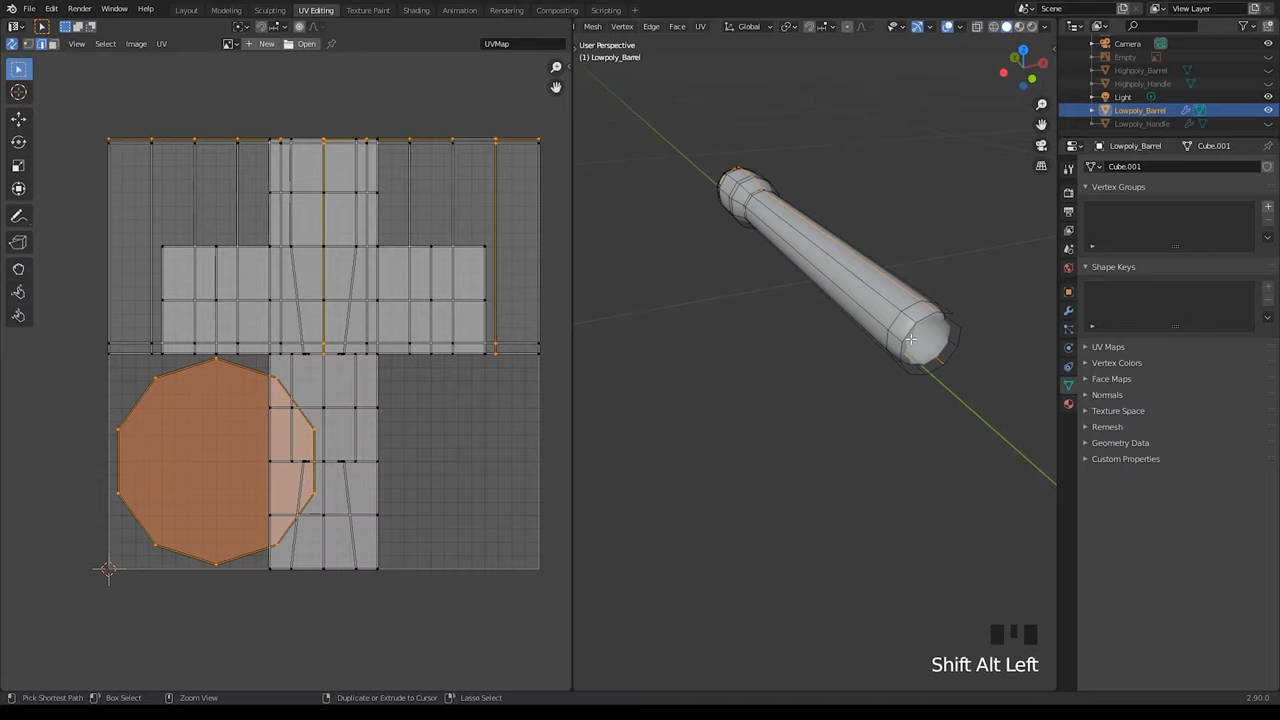 File Edit Render Window Help
Layout Modeling Sculpting UV Editing Texture Paint Shading Animation Rendering Compositing Scripting +
Scene
View Layer
View Select Image UV
New
Open
UVMap
Mesh Vertex Edge Face UV
Global
User Perspective
(1) Lowpoly_Barrel
Camera
Empty
Highpoly_Barrel
Highpoly_Handle
Light
Lowpoly_Barrel
Lowpoly_Handle
Lowpoly_Barrel
Cube.001
Cube.001
Vertex Groups
Shape Keys
UV Maps
Vertex Colors
Face Maps
Normals
Texture Space
Remesh
Geometry Data
Custom Properties
Shift Alt Left
Pick Shortest Path
Box Select
Zoom View
Duplicate or Extrude to Cursor
Lasso Select
2.90.0